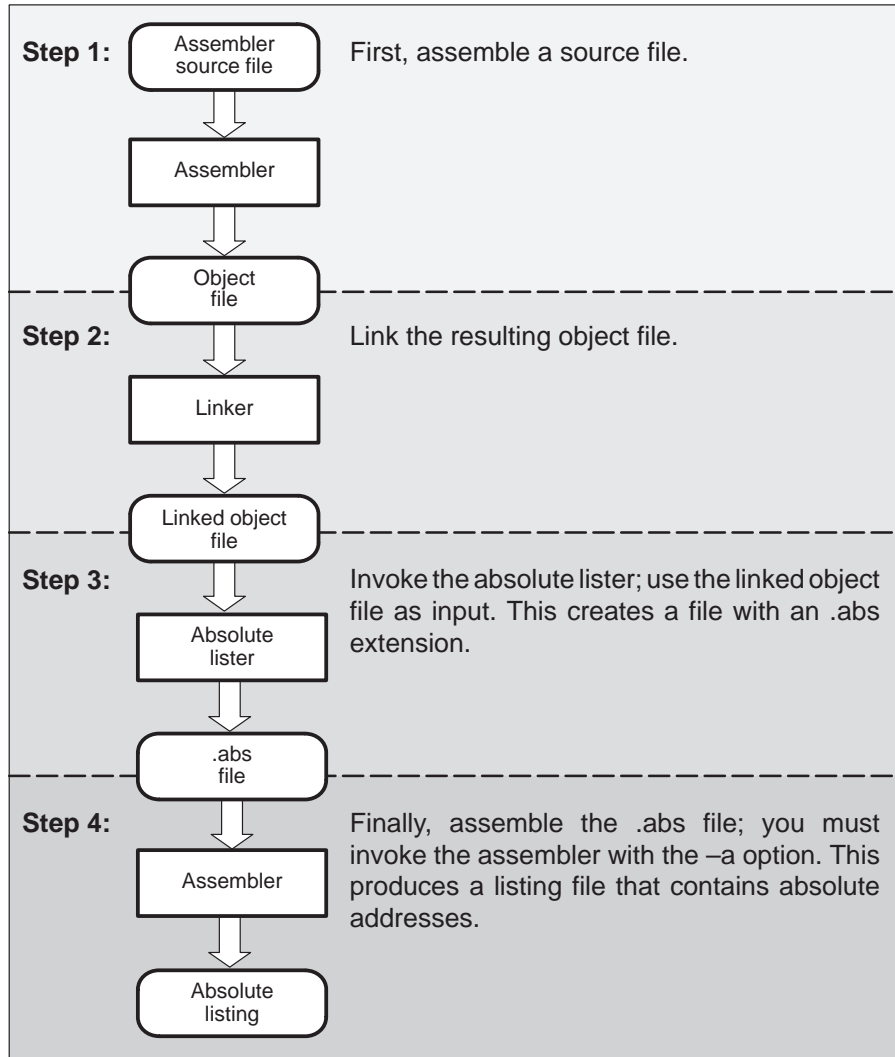 Step 1:
Assembler
source file
First, assemble a source file.
Assembler
Object
file
Step 2:
Link the resulting object file.
Linker
Linked object
file
Step 3:
Invoke the absolute lister; use the linked object
file as input. This creates a file with an .abs
extension.
Absolute
lister
.abs
file
Step 4:
Finally, assemble the .abs file; you must
invoke the assembler with the –a option. This
produces a listing file that contains absolute
addresses.
Assembler
Absolute
listing